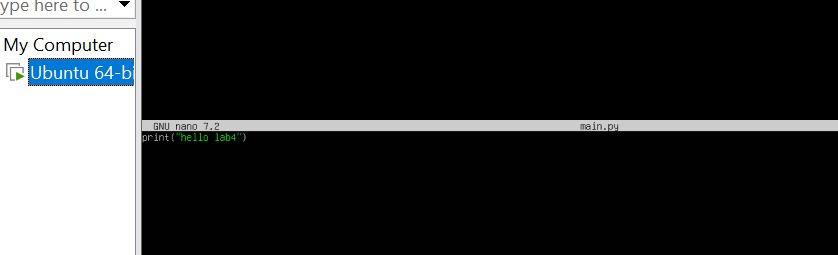 ype here to ...
My Computer
Ubuntu 64-bi
GNU nano 7.2 main.py
print("hello lab4")